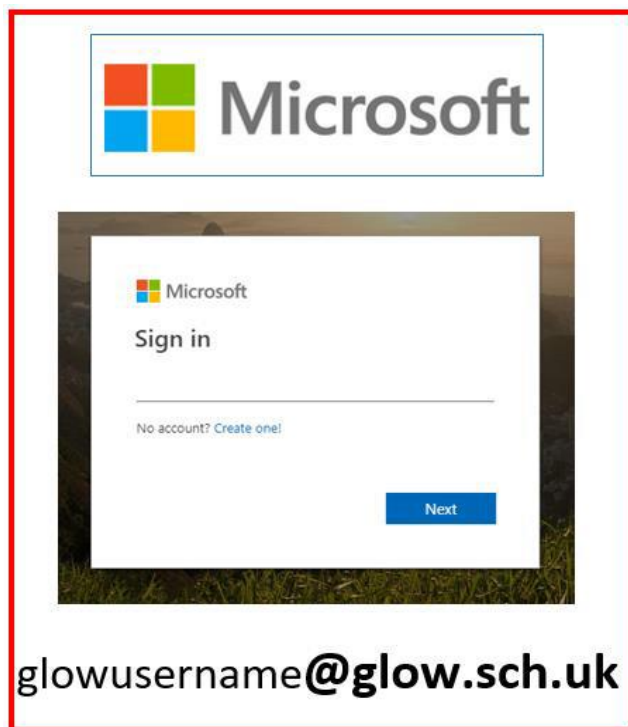 Microsoft
Microsoft
Sign in
No account? Create one!
Next
glowusername@glow.sch.uk